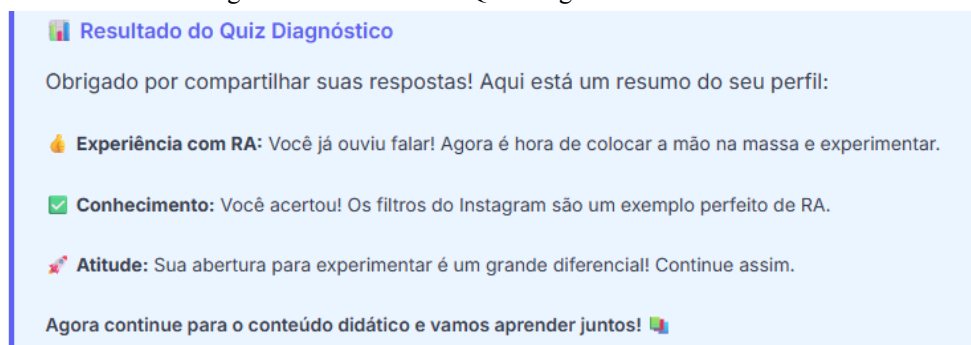 📊 Resultado do Quiz Diagnóstico
Obrigado por compartilhar suas respostas! Aqui está um resumo do seu perfil:
👍 Experiência com RA: Você já ouviu falar! Agora é hora de colocar a mão na massa e experimentar.
✅ Conhecimento: Você acertou! Os filtros do Instagram são um exemplo perfeito de RA.
🚀 Atitude: Sua abertura para experimentar é um grande diferencial! Continue assim.
Agora continue para o conteúdo didático e vamos aprender juntos! 📚